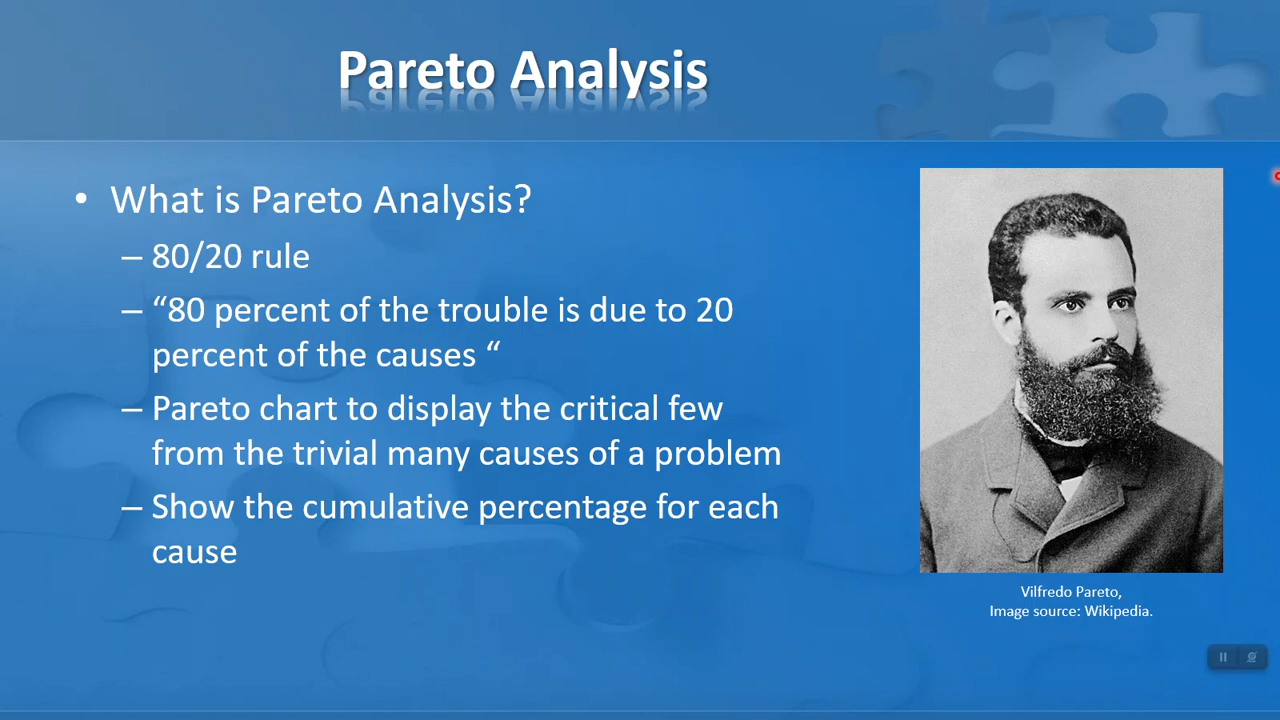 Pareto Analysis
• What is Pareto Analysis?
– 80/20 rule
– “80 percent of the trouble is due to 20
percent of the causes “
– Pareto chart to display the critical few
from the trivial many causes of a problem
– Show the cumulative percentage for each
cause
Vilfredo Pareto,
Image source: Wikipedia.